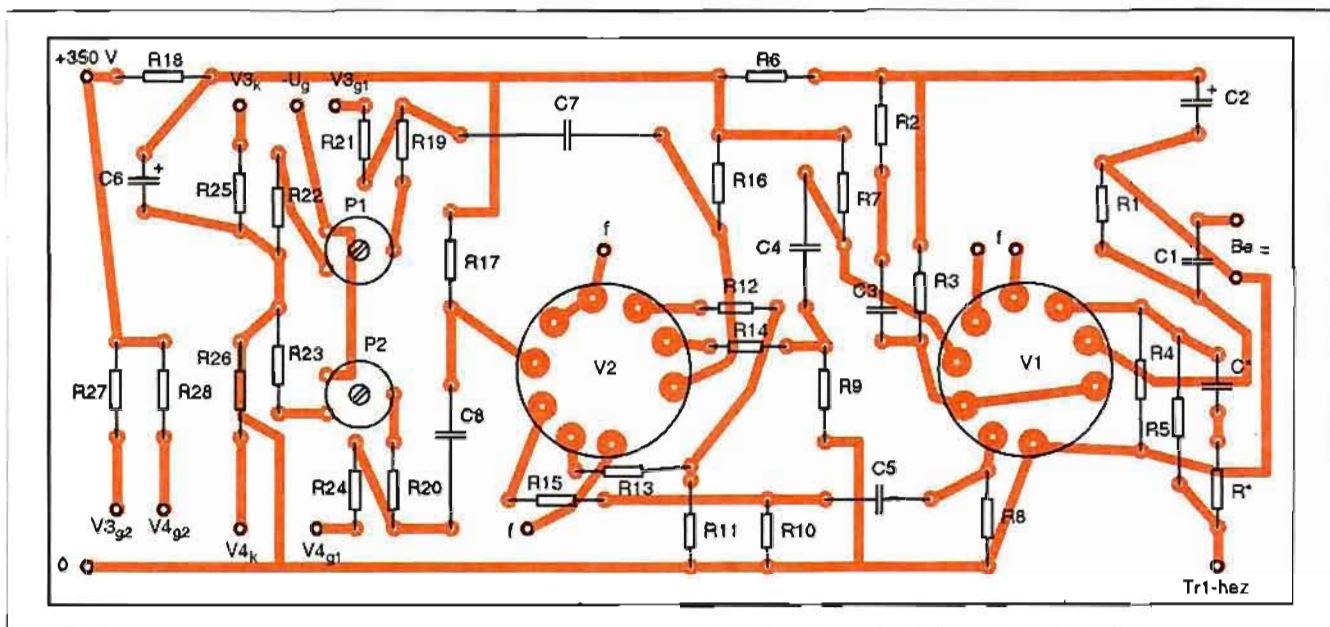 +350 V
R18
V3k
-Ug
V3g1
R6
C7
C2
+
R21
R19
R2
C6
+
R25
R22
R16
R7
R1
P1
R17
C4
f
f
Be =
C1
C3
R3
R12
R14
P2
V2
V1
R4
C*
R27
R28
R26
R23
R9
C8
R5
R24
R20
R15
R13
C5
R*
V3g2
V4g2
V4k
V4g1
f
R11
R10
R8
0
Tr1-hez